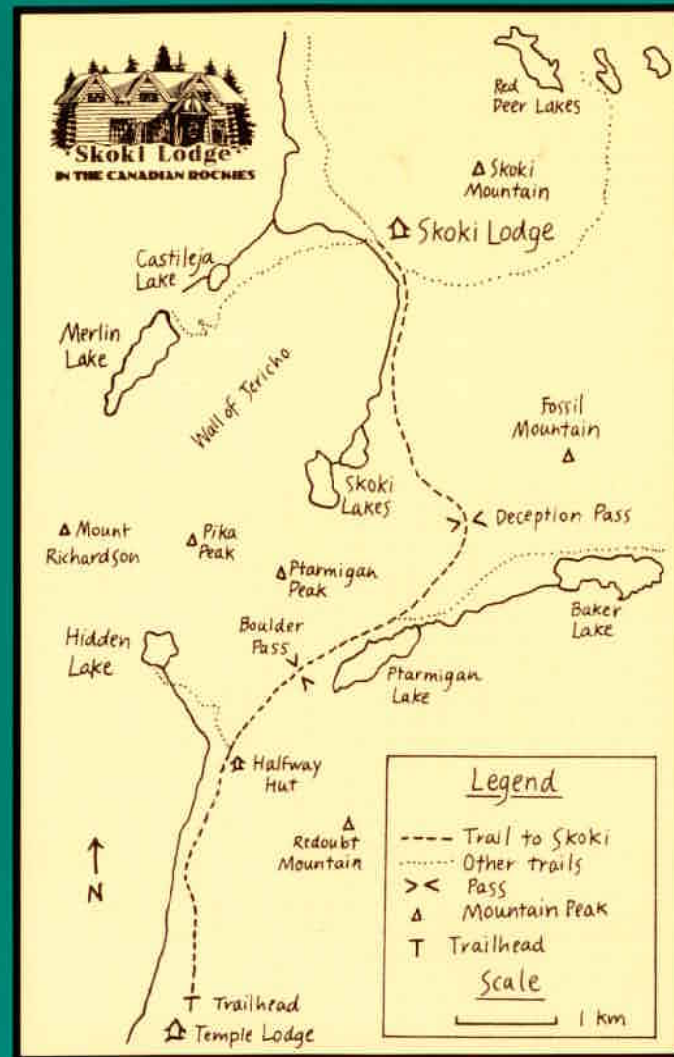 Skoki Lodge
IN THE CANADIAN ROCKIES
Red
Deer Lakes
Skoki
Mountain
Skoki Lodge
Castileja
Lake
Merlin
Lake
Wall of Jericho
Fossil
Mountain
Skoki
Lakes
Deception Pass
Mount
Richardson
Pika
Peak
Ptarmigan
Peak
Baker
Lake
Boulder
Pass
Hidden
Lake
Ptarmigan
Lake
Halfway
Hut
Redoubt
Mountain
N
Trailhead
Temple Lodge
Legend
Trail to Skoki
Other trails
Pass
Mountain Peak
T Trailhead
Scale
1 km